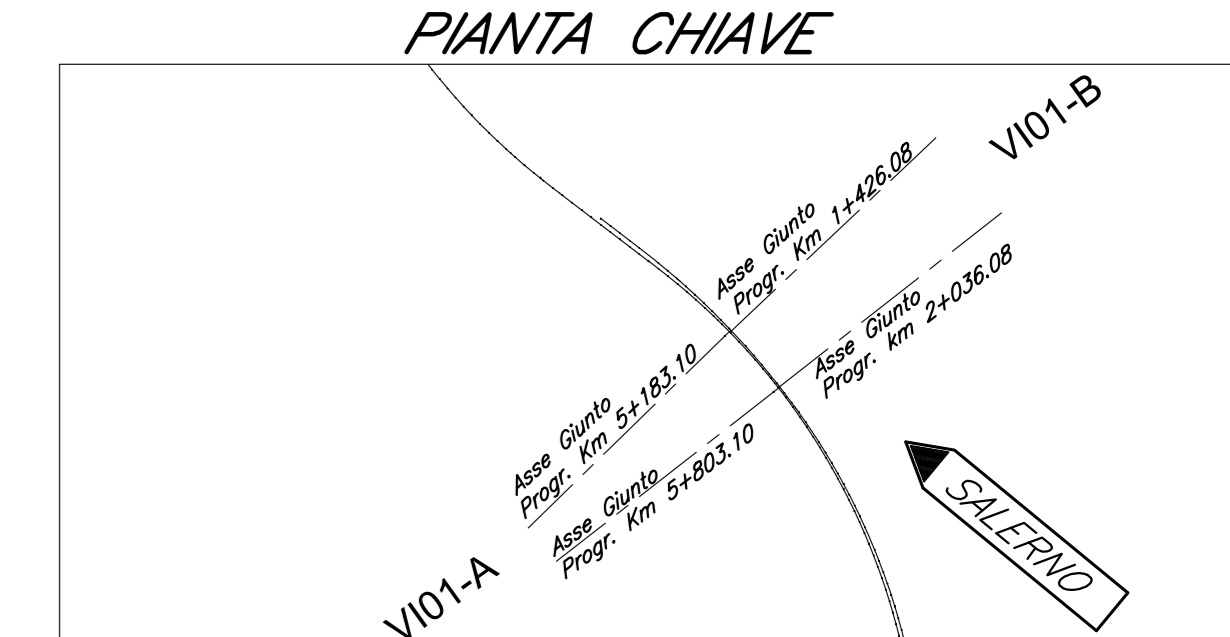 PIANTA CHIAVE
VI01-B
Asse Giunto
Progr. Km 1+426.08
Asse Giunto
Progr. km 2+036.08
Asse Giunto
Progr. Km 5+183.10
Asse Giunto
Progr. Km 5+803.10
VI01-A
SALERNO